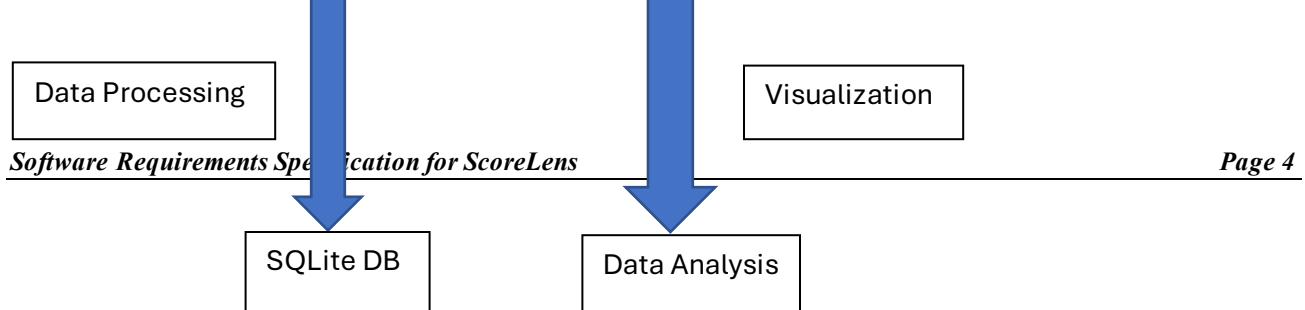 Data Processing
Visualization
Software Requirements Spe ication for ScoreLens
Page 4
SQLite DB
Data Analysis